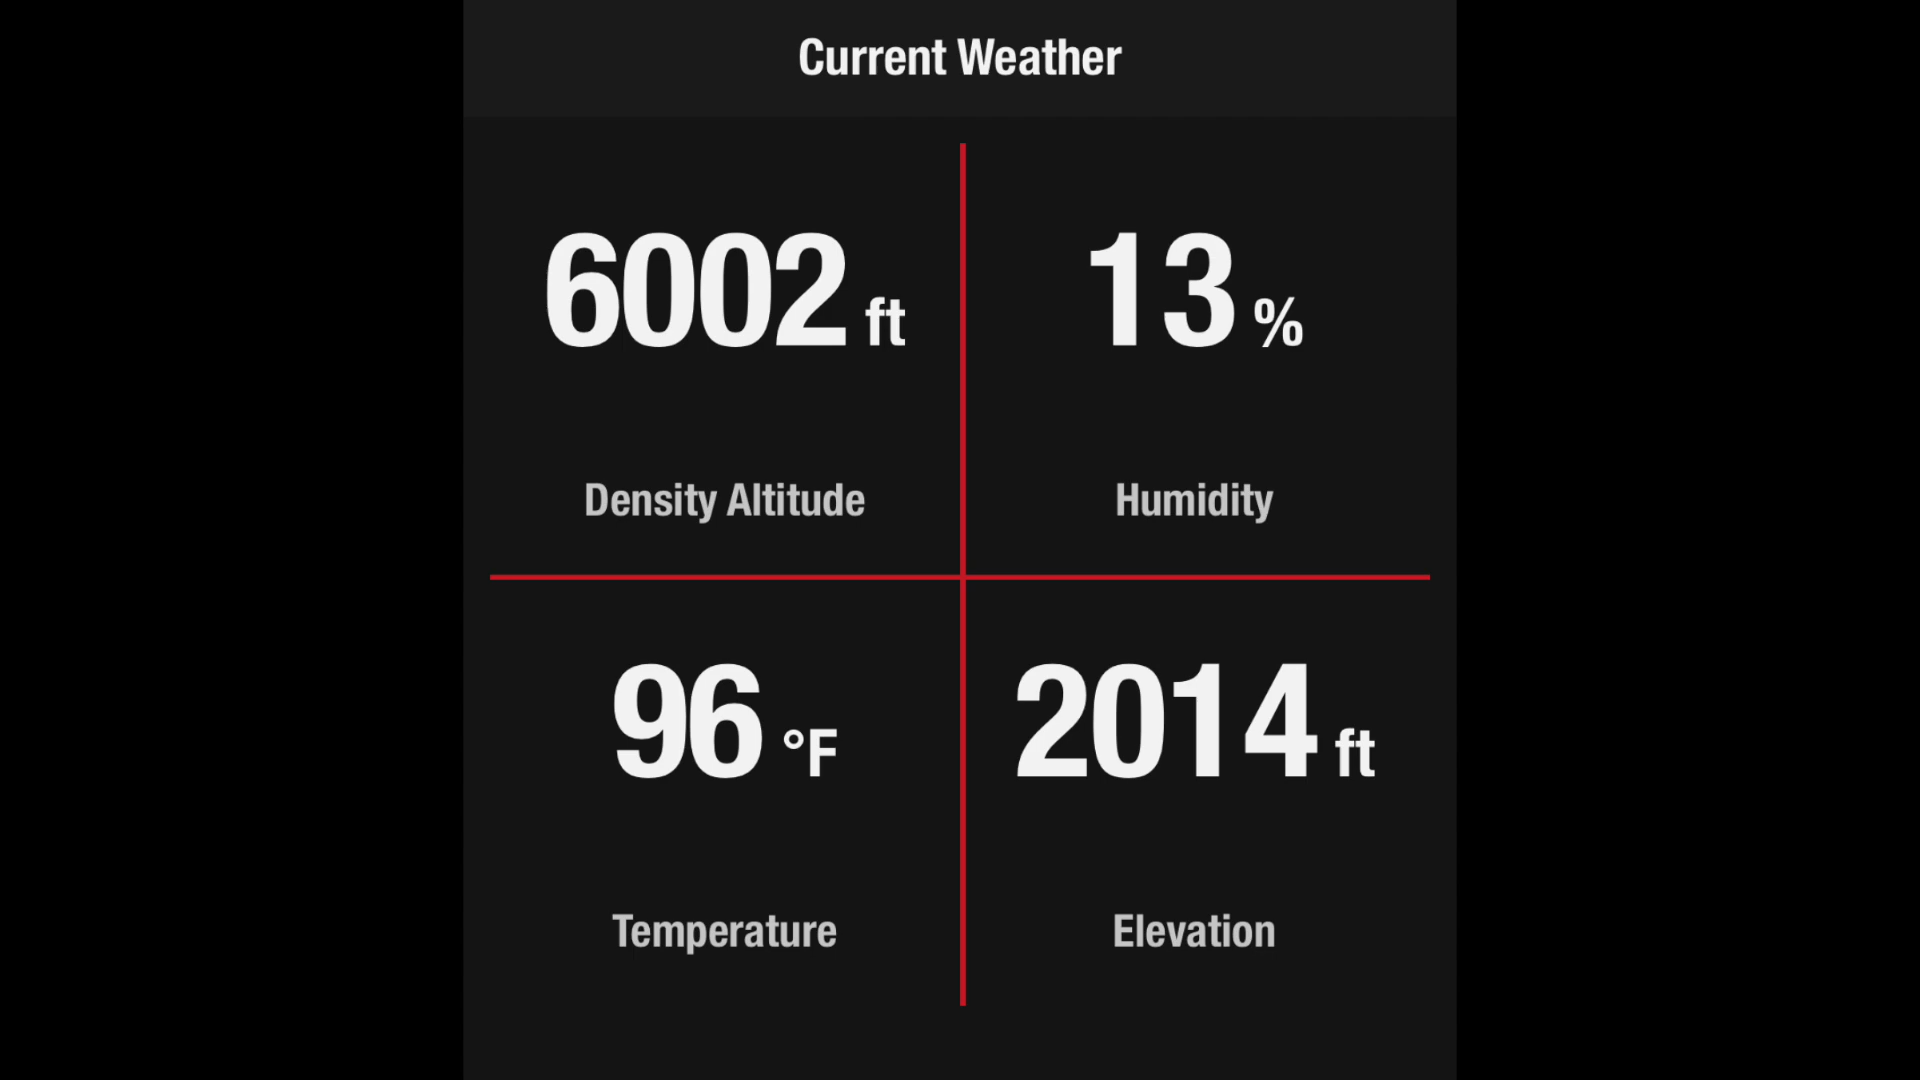 Current Weather
6002 ft
13 %
Density Altitude
Humidity
96 °F
2014 ft
Temperature
Elevation